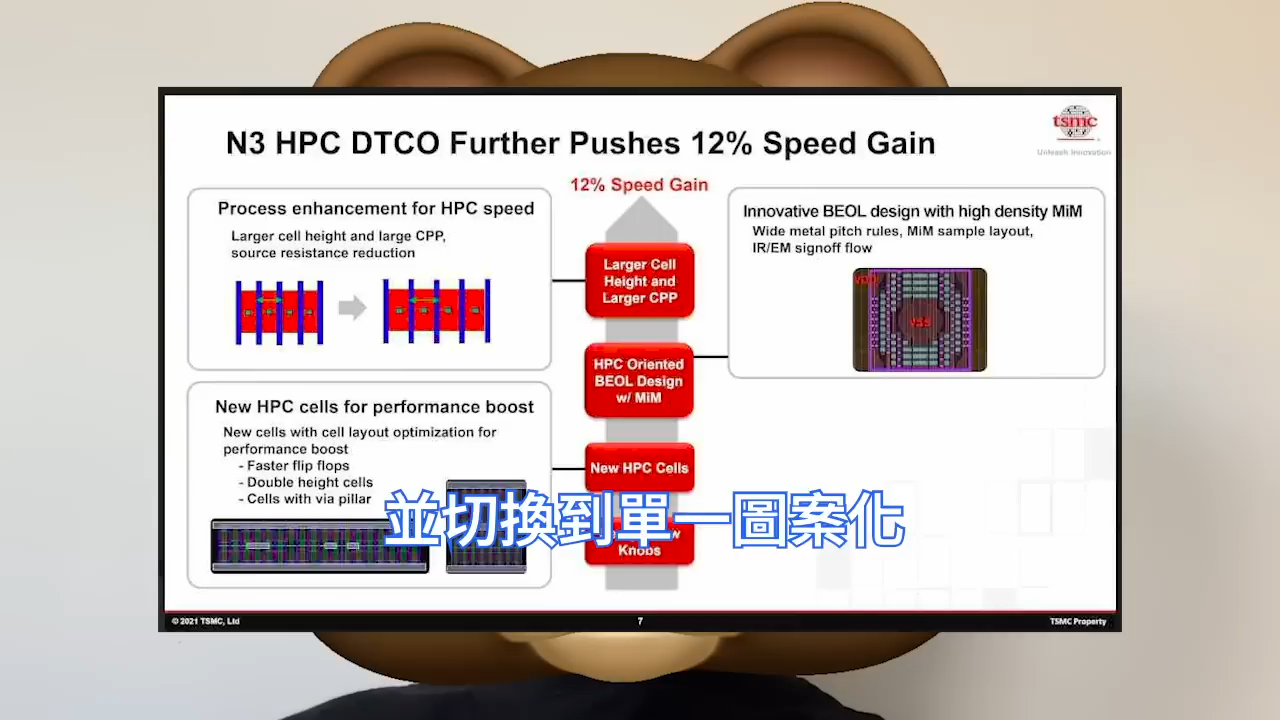 tsmc
Unleash Innovation
N3 HPC DTCO Further Pushes 12% Speed Gain
Process enhancement for HPC speed
Larger cell height and large CPP,
source resistance reduction
New HPC cells for performance boost
New cells with cell layout optimization for
performance boost
- Faster flip flops
- Double height cells
- Cells with via pillar
12% Speed Gain
Larger Cell
Height and
Larger CPP
HPC Oriented
BEOL Design
w/ MiM
New HPC Cells
Knobs
Innovative BEOL design with high density MiM
Wide metal pitch rules, MiM sample layout,
IR/EM signoff flow
VDD
VSS
並切換到單一圖案化
© 2021 TSMC, Ltd
7
TSMC Property